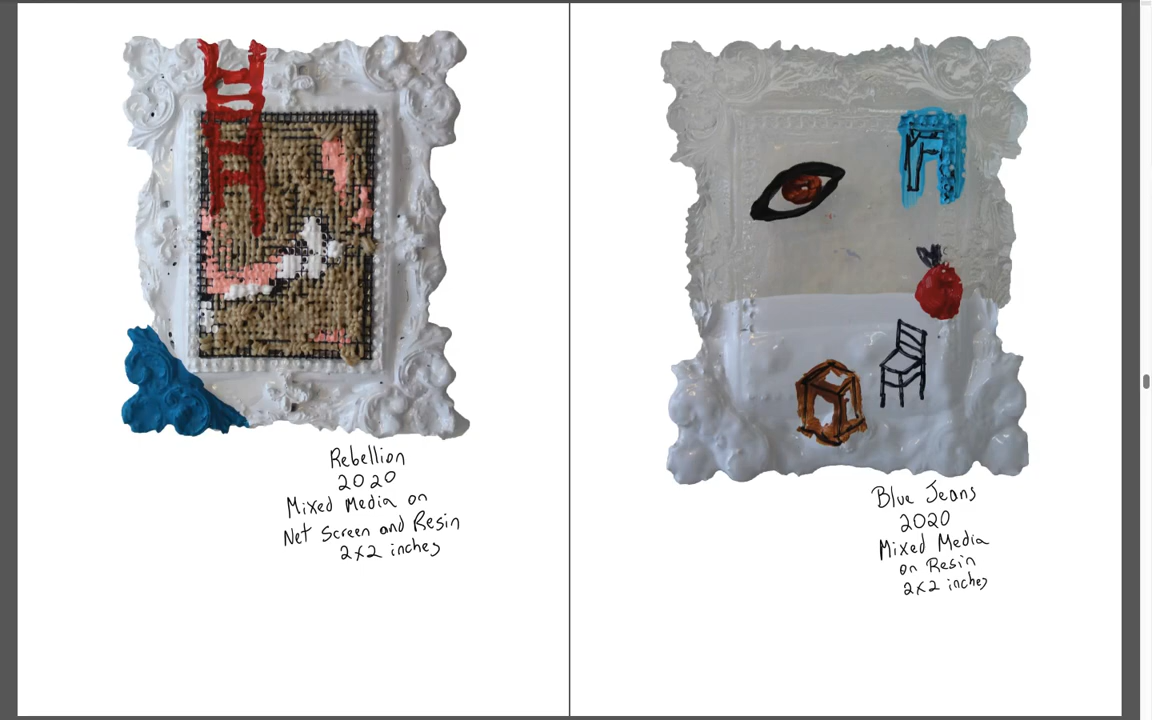 Rebellion
2020
Mixed Media on
Net Screen and Resin
2x2 inches
Blue Jeans
2020
Mixed Media
on Resin
2x2 inches